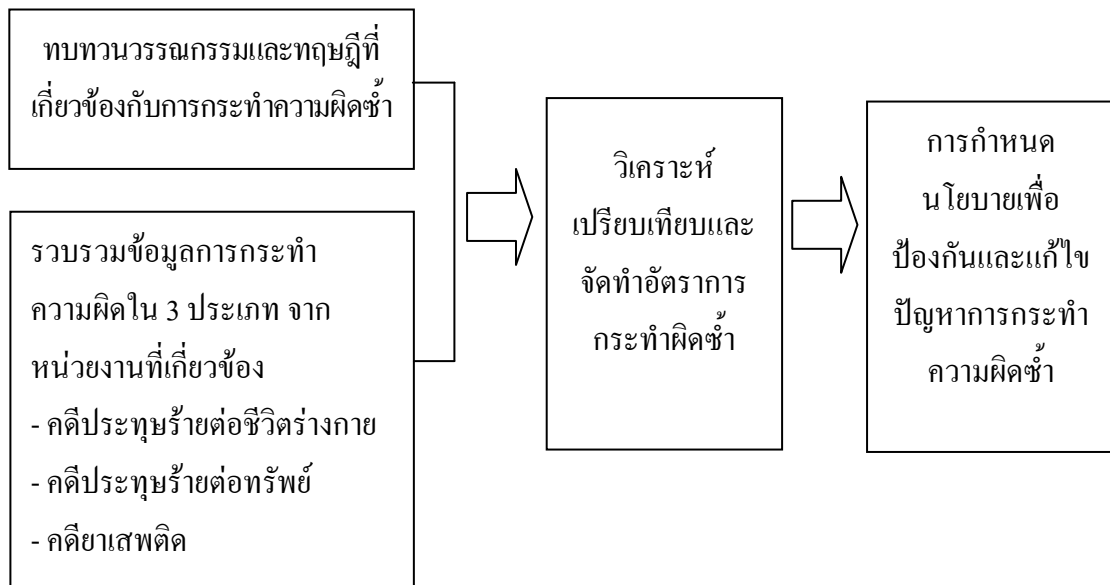 ทบทวนวรรณกรรมและทฤษฎีที่
เกี่ยวข้องกับการกระทำความผิดซ้ำ
รวบรวมข้อมูลการกระทำ
ความผิดใน 3 ประเภท จาก
หน่วยงานที่เกี่ยวข้อง
- คดีประทุษร้ายต่อชีวิตร่างกาย
- คดีประทุษร้ายต่อทรัพย์
- คดียาเสพติด
วิเคราะห์
เปรียบเทียบและ
จัดทำอัตราการ
กระทำผิดซ้ำ
การกำหนด
นโยบายเพื่อ
ป้องกันและแก้ไข
ปัญหาการกระทำ
ความผิดซ้ำ